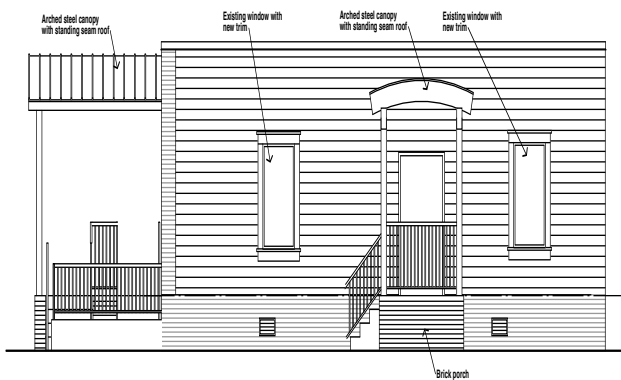 Arched steel canopy
with standing seam roof
Existing window with
new trim
Arched steel canopy
with standing seam roof
Existing window with
new trim
Brick porch